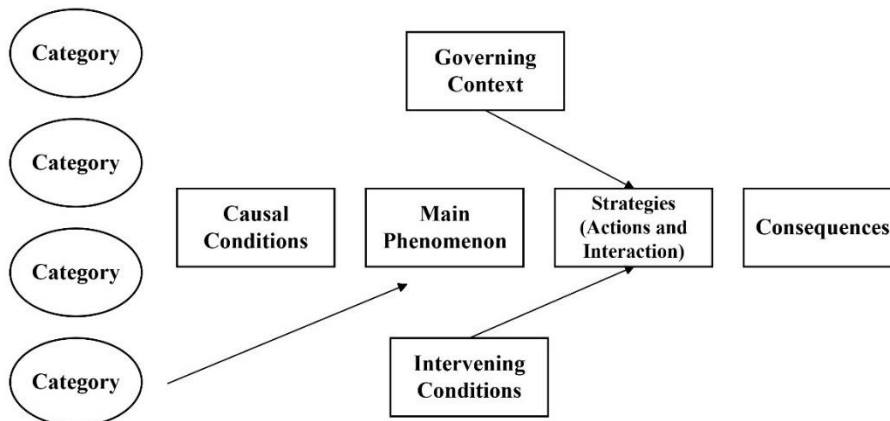 Category
Category
Category
Category
Governing
Context
Causal
Conditions
Main
Phenomenon
Strategies
(Actions and
Interaction)
Consequences
Intervening
Conditions